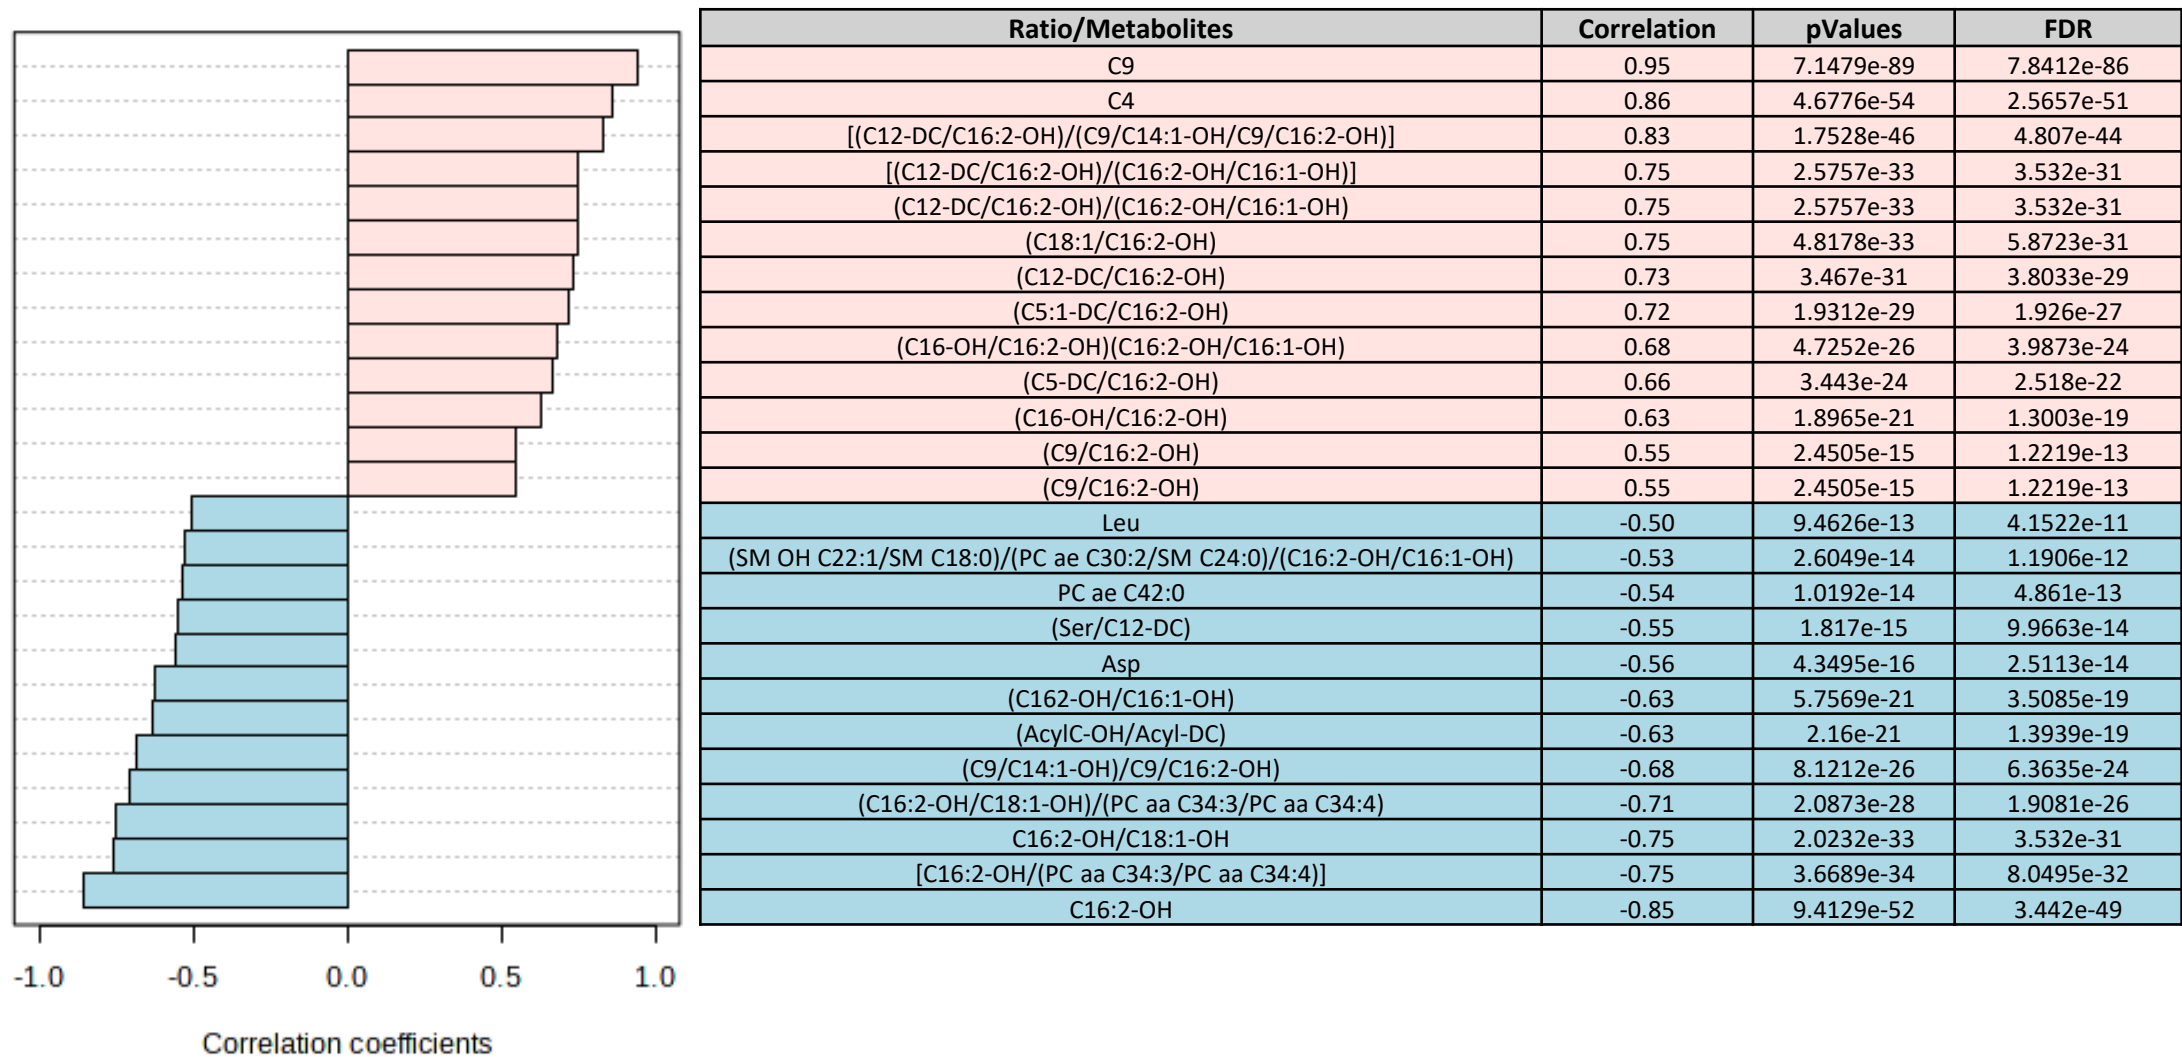 Ratio/Metabolites Correlation pValues FDR
C9 0.95 7.1479e-89 7.8412e-86
C4 0.86 4.6776e-54 2.5657e-51
[(C12-DC/C16:2-OH)/(C9/C14:1-OH/C9/C16:2-OH)] 0.83 1.7528e-46 4.807e-44
[(C12-DC/C16:2-OH)/(C16:2-OH/C16:1-OH)] 0.75 2.5757e-33 3.532e-31
(C12-DC/C16:2-OH)/(C16:2-OH/C16:1-OH) 0.75 2.5757e-33 3.532e-31
(C18:1/C16:2-OH) 0.75 4.8178e-33 5.8723e-31
(C12-DC/C16:2-OH) 0.73 3.467e-31 3.8033e-29
(C5:1-DC/C16:2-OH) 0.72 1.9312e-29 1.926e-27
(C16-OH/C16:2-OH)(C16:2-OH/C16:1-OH) 0.68 4.7252e-26 3.9873e-24
(C5-DC/C16:2-OH) 0.66 3.443e-24 2.518e-22
(C16-OH/C16:2-OH) 0.63 1.8965e-21 1.3003e-19
(C9/C16:2-OH) 0.55 2.4505e-15 1.2219e-13
(C9/C16:2-OH) 0.55 2.4505e-15 1.2219e-13
Leu -0.50 9.4626e-13 4.1522e-11
(SM OH C22:1/SM C18:0)/(PC ae C30:2/SM C24:0)/(C16:2-OH/C16:1-OH) -0.53 2.6049e-14 1.1906e-12
PC ae C42:0 -0.54 1.0192e-14 4.861e-13
(Ser/C12-DC) -0.55 1.817e-15 9.9663e-14
Asp -0.56 4.3495e-16 2.5113e-14
(C162-OH/C16:1-OH) -0.63 5.7569e-21 3.5085e-19
(AcylC-OH/Acyl-DC) -0.63 2.16e-21 1.3939e-19
(C9/C14:1-OH)/C9/C16:2-OH) -0.68 8.1212e-26 6.3635e-24
(C16:2-OH/C18:1-OH)/(PC aa C34:3/PC aa C34:4) -0.71 2.0873e-28 1.9081e-26
C16:2-OH/C18:1-OH -0.75 2.0232e-33 3.532e-31
[C16:2-OH/(PC aa C34:3/PC aa C34:4)] -0.75 3.6689e-34 8.0495e-32
C16:2-OH -0.85 9.4129e-52 3.442e-49
-1.0 -0.5 0.0 0.5 1.0
Correlation coefficients